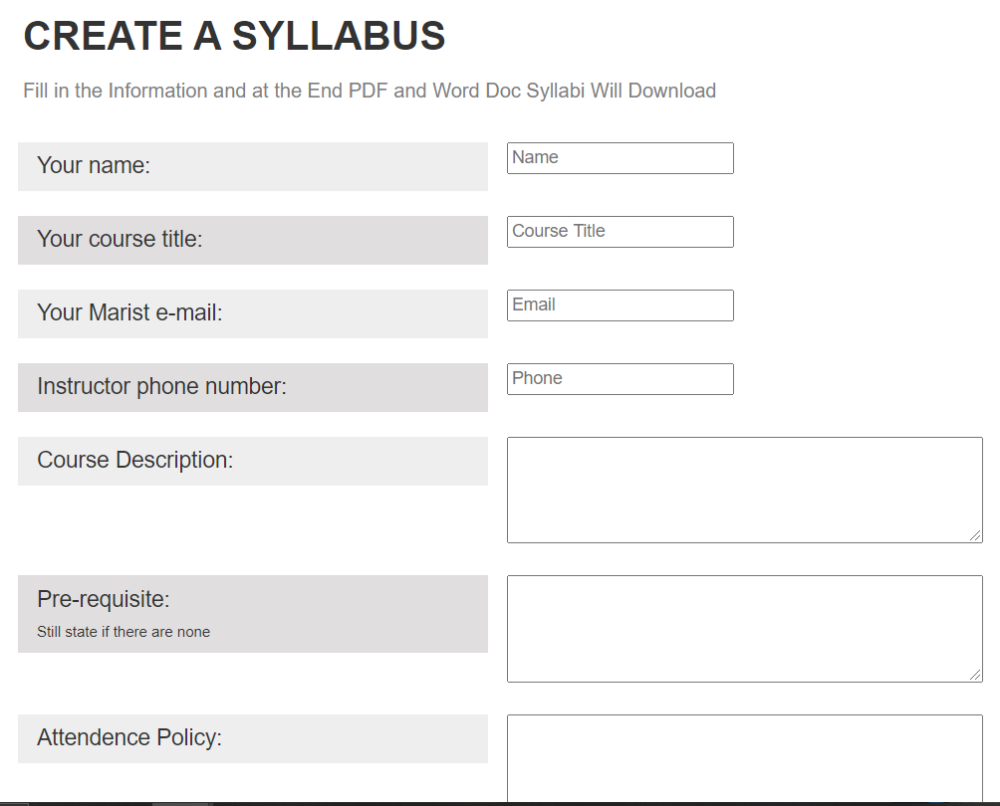 CREATE A SYLLABUS
Fill in the Information and at the End PDF and Word Doc Syllabi Will Download
Your name:
Name
Your course title:
Course Title
Your Marist e-mail:
Email
Instructor phone number:
Phone
Course Description:
Pre-requisite:
Still state if there are none
Attendence Policy: